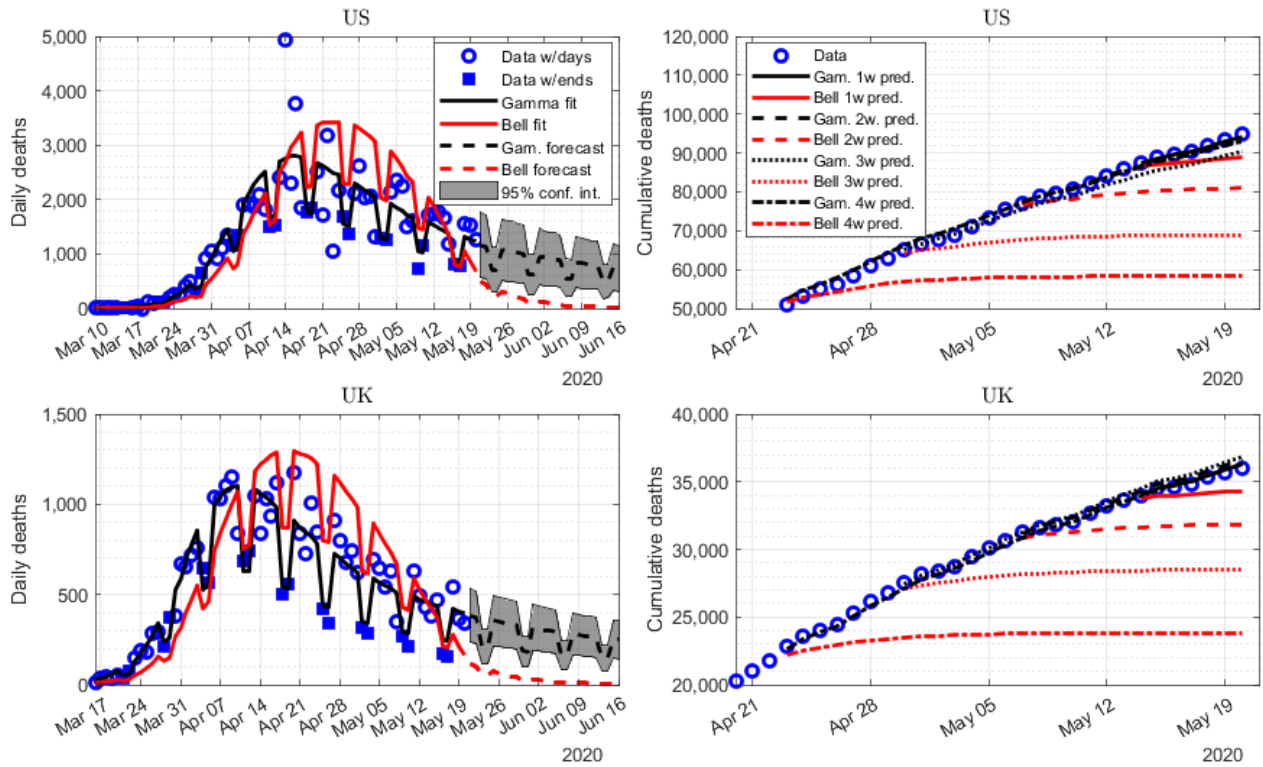 US
5,000
4,000
3,000
2,000
1,000
0
Daily deaths
Data w/days
Data w/ends
Gamma fit
Bell fit
Gam. forecast
Bell forecast
95% conf. int.
Mar 10
Mar 17
Mar 24
Mar 31
Apr 07
Apr 14
Apr 21
Apr 28
May 05
May 12
May 19
May 26
Jun 02
Jun 09
Jun 16
2020
US
120,000
110,000
100,000
90,000
80,000
70,000
60,000
50,000
Cumulative deaths
Data
Gam. 1w pred.
Bell 1w pred.
Gam. 2w. pred.
Bell 2w pred.
Gam. 3w pred.
Bell 3w pred.
Gam. 4w pred.
Bell 4w pred.
Apr 21
Apr 28
May 05
May 12
May 19
2020
UK
1,500
1,000
500
0
Daily deaths
Mar 17
Mar 24
Mar 31
Apr 07
Apr 14
Apr 21
Apr 28
May 05
May 12
May 19
May 26
Jun 02
Jun 09
Jun 16
2020
UK
40,000
35,000
30,000
25,000
20,000
Cumulative deaths
Apr 21
Apr 28
May 05
May 12
May 19
2020